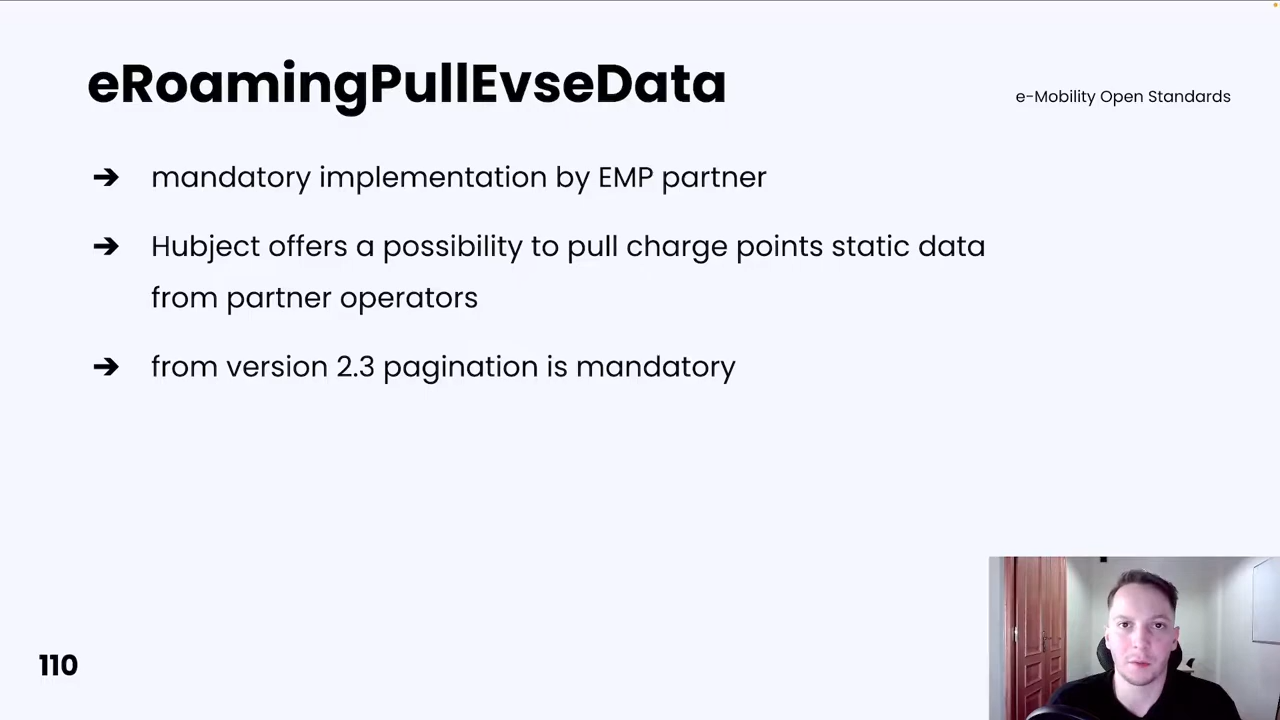 eRoamingPullEvseData
e-Mobility Open Standards
➔ mandatory implementation by EMP partner
➔ Hubject offers a possibility to pull charge points static data
from partner operators
➔ from version 2.3 pagination is mandatory
110